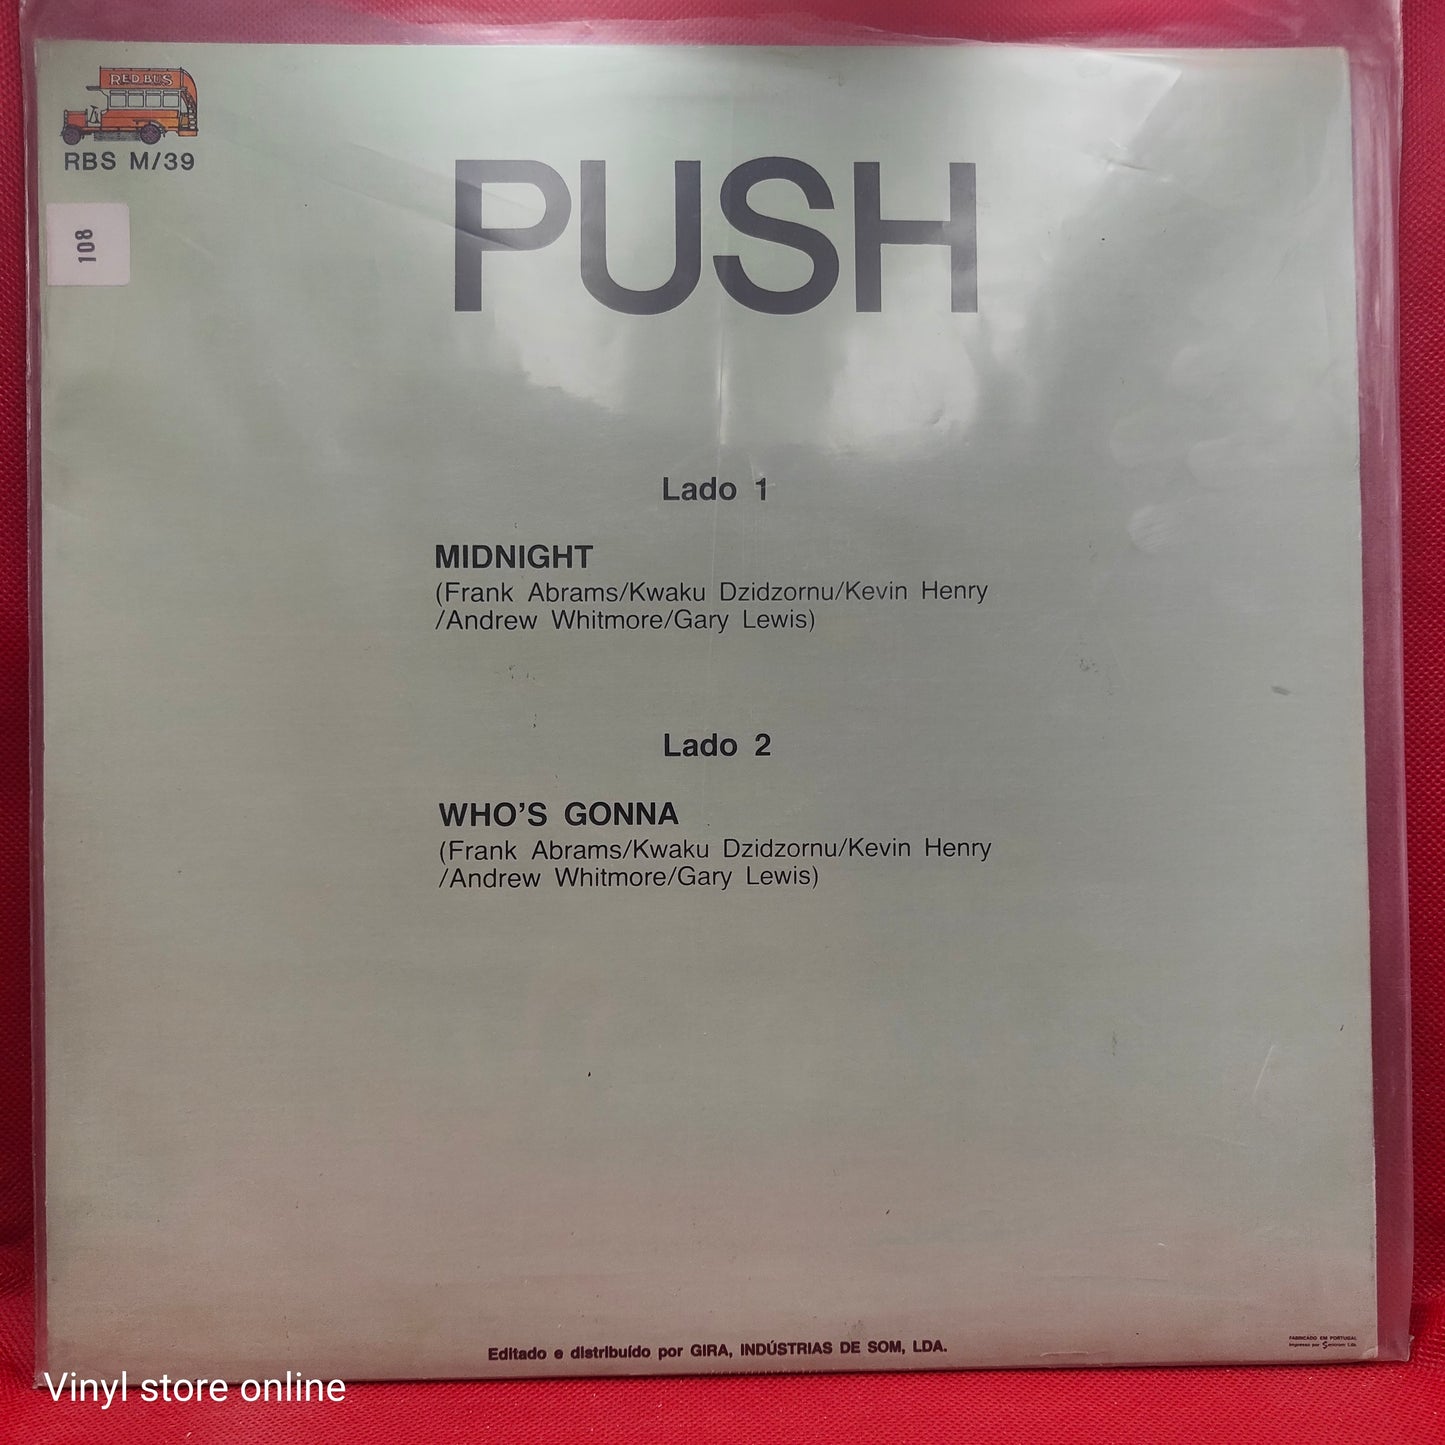 RED BUS
RBS M/39
108
PUSH
Lado 1
MIDNIGHT
(Frank Abrams/Kwaku Dzidzornu/Kevin Henry
/Andrew Whitmore/Gary Lewis)
Lado 2
WHO'S GONNA
(Frank Abrams/Kwaku Dzidzornu/Kevin Henry
/Andrew Whitmore/Gary Lewis)
Editado e distribuído por GIRA, INDÚSTRIAS DE SOM, LDA.
FABRICADO EM PORTUGAL
Impresso por
Vinyl store online